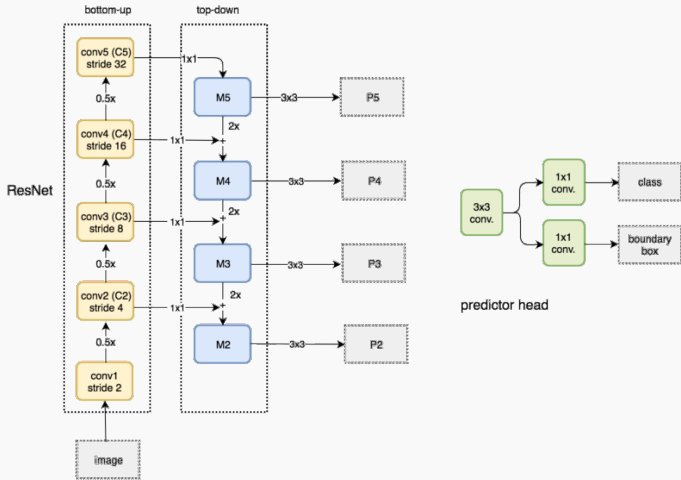 bottom-up
top-down
conv5 (C5)
stride 32
1x1
0.5x
M5
3x3
P5
2x
conv4 (C4)
stride 16
1x1
+
0.5x
M4
3x3
P4
2x
ResNet
conv3 (C3)
stride 8
1x1
+
0.5x
M3
3x3
P3
2x
conv2 (C2)
stride 4
1x1
+
0.5x
M2
3x3
P2
conv1
stride 2
image
3x3
conv.
1x1
conv.
class
1x1
conv.
boundary
box
predictor head